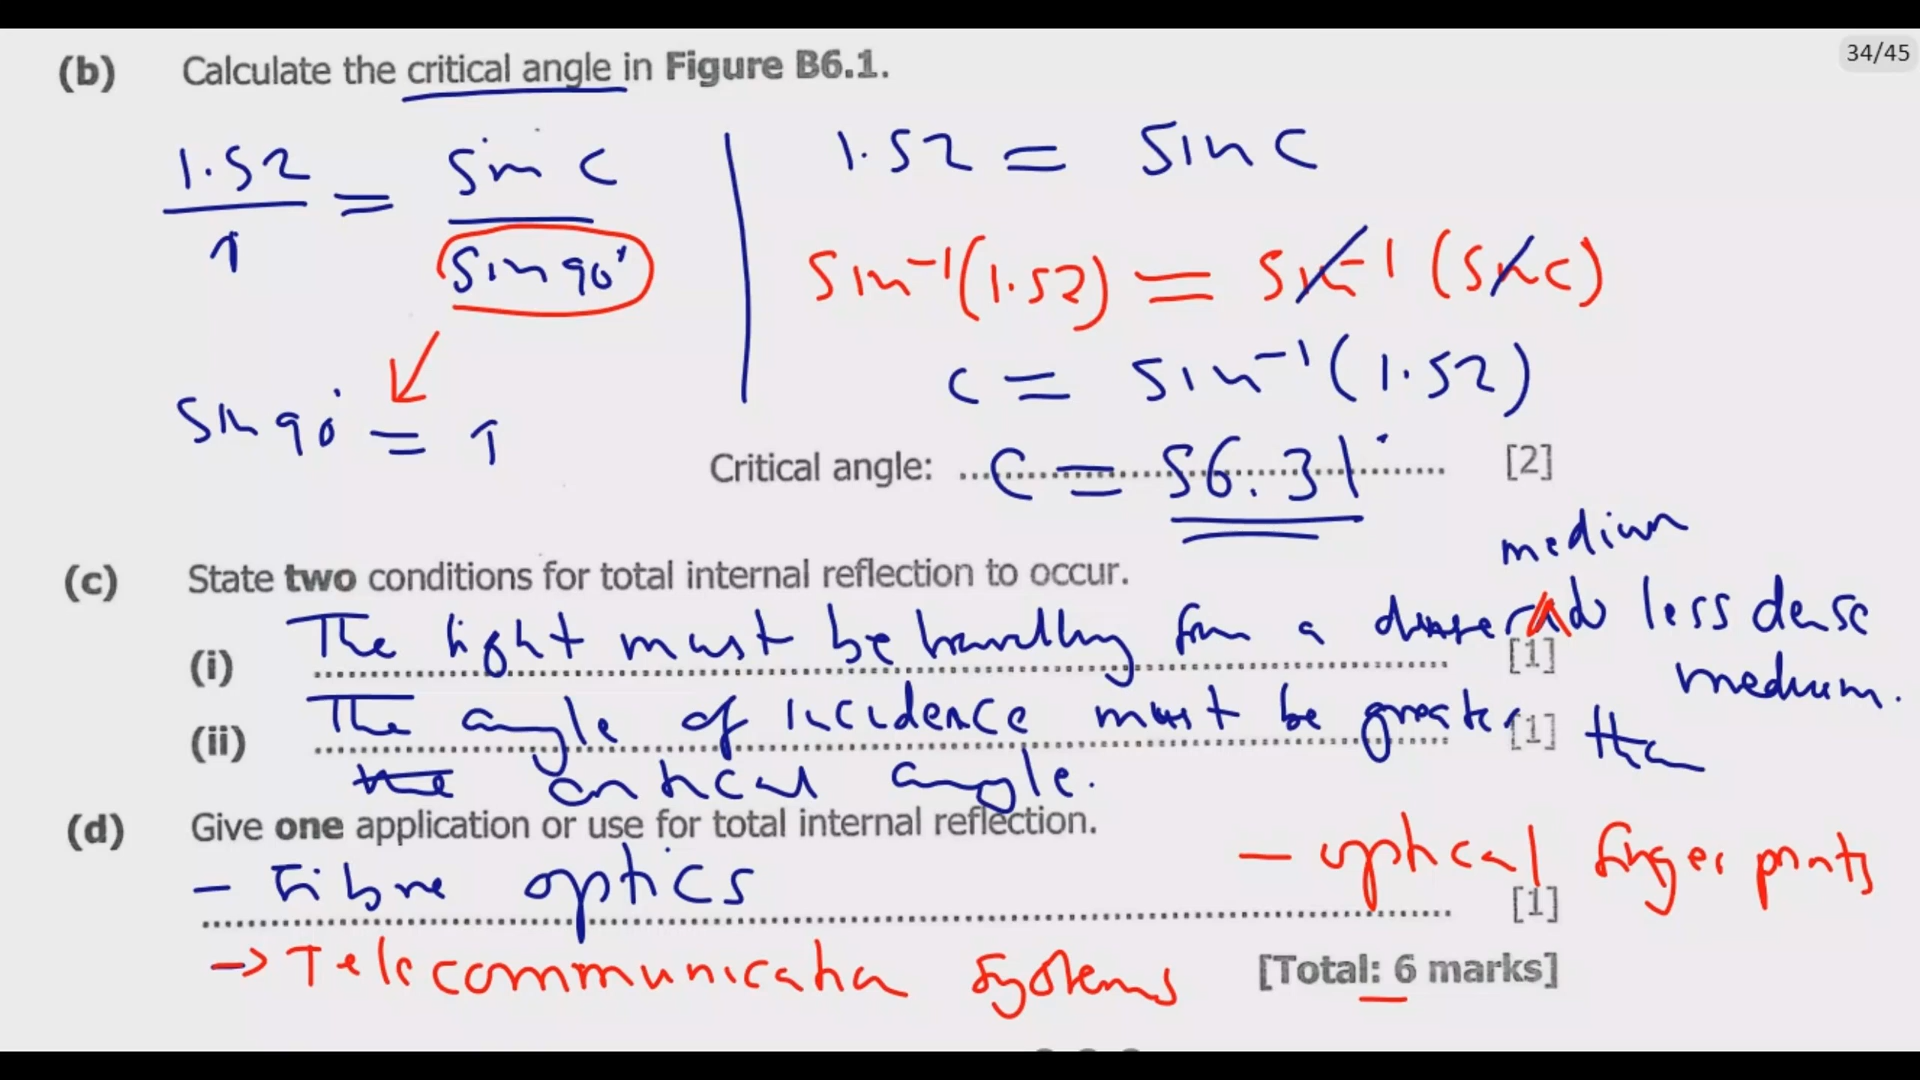 34/45
(b) Calculate the critical angle in Figure B6.1.
1.52 / 1 = sin c / sin 90°
sin 90° = 1
1.52 = sin c
sin⁻¹(1.52) = sin⁻¹(sin c)
c = sin⁻¹(1.52)
Critical angle: c = 56.31° [2]
(c) State two conditions for total internal reflection to occur.
(i) The light must be travelling from a denser medium to less dense medium. [1]
(ii) The angle of incidence must be greater than [1]
the critical angle.
(d) Give one application or use for total internal reflection.
- Fibre optics [1]
- optical finger prints
→ Telecommunication systems
[Total: 6 marks]